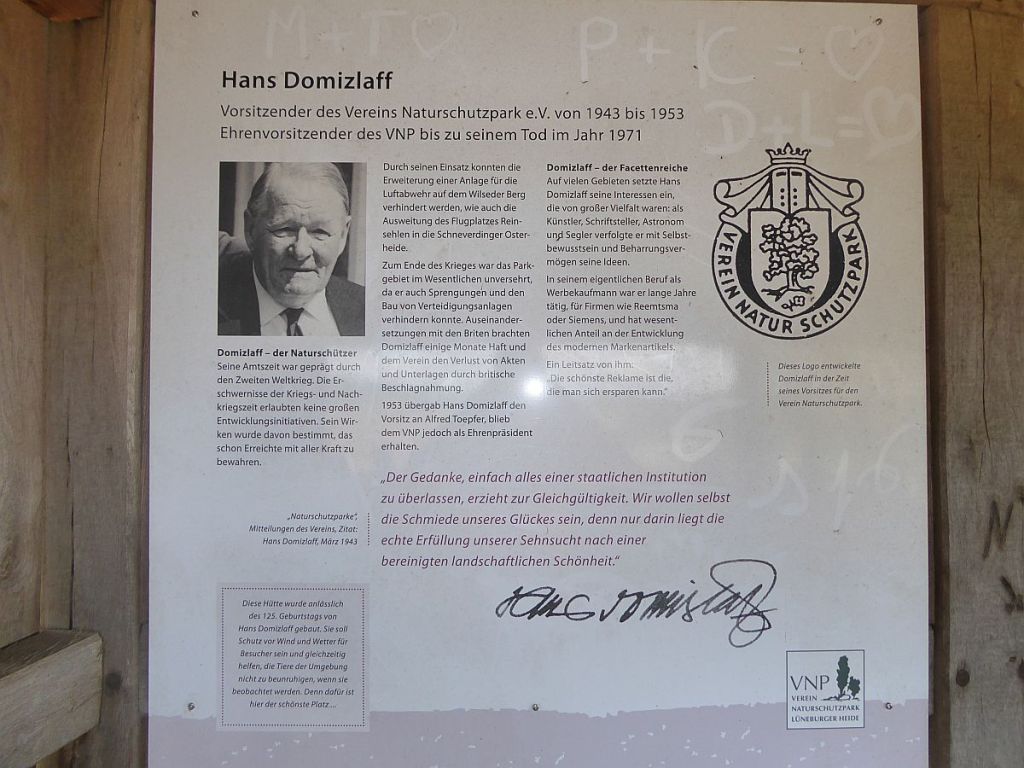 M + T
P + K =
D + L =
Hans Domizlaff
Vorsitzender des Vereins Naturschutzpark e.V. von 1943 bis 1953
Ehrenvorsitzender des VNP bis zu seinem Tod im Jahr 1971
Domizlaff – der Naturschützer
Seine Amtszeit war geprägt durch
den Zweiten Weltkrieg. Die Er-
schwernisse der Kriegs- und Nach-
kriegszeit erlaubten keine großen
Entwicklungsinitiativen. Sein Wir-
ken wurde davon bestimmt, das
schon Erreichte mit aller Kraft zu
bewahren.
Durch seinen Einsatz konnten die
Erweiterung einer Anlage für die
Luftabwehr auf dem Wilseder Berg
verhindert werden, wie auch die
Ausweitung des Flugplatzes Rein-
sehlen in die Schneverdinger Oster-
heide.
Zum Ende des Krieges war das Park-
gebiet im Wesentlichen unversehrt,
da er auch Sprengungen und den
Bau von Verteidigungsanlagen
verhindern konnte. Auseinander-
setzungen mit den Briten brachten
Domizlaff einige Monate Haft und
dem Verein den Verlust von Akten
und Unterlagen durch britische
Beschlagnahmung.
1953 übergab Hans Domizlaff den
Vorsitz an Alfred Toepfer, blieb
dem VNP jedoch als Ehrenpräsident
erhalten.
Domizlaff – der Facettenreiche
Auf vielen Gebieten setzte Hans
Domizlaff seine Interessen ein,
die von großer Vielfalt waren: als
Künstler, Schriftsteller, Astronom
und Segler verfolgte er mit Selbst-
bewusstsein und Beharrungsver-
mögen seine Ideen.
In seinem eigentlichen Beruf als
Werbekaufmann war er lange Jahre
tätig, für Firmen wie Reemtsma
oder Siemens, und hat wesent-
lichen Anteil an der Entwicklung
des modernen Markenartikels.
Ein Leitsatz von ihm:
„Die schönste Reklame ist die,
die man sich ersparen kann.“
VEREIN NATUR SCHUTZPARK
Dieses Logo entwickelte
Domizlaff in der Zeit
seines Vorsitzes für den
Verein Naturschutzpark.
„Der Gedanke, einfach alles einer staatlichen Institution
zu überlassen, erzieht zur Gleichgültigkeit. Wir wollen selbst
die Schmiede unseres Glückes sein, denn nur darin liegt die
echte Erfüllung unserer Sehnsucht nach einer
bereinigten landschaftlichen Schönheit.“
„Naturschutzparke“,
Mitteilungen des Vereins, Zitat:
Hans Domizlaff, März 1943
Hans Domizlaff
Diese Hütte wurde anlässlich
des 125. Geburtstags von
Hans Domizlaff gebaut. Sie soll
Schutz vor Wind und Wetter für
Besucher sein und gleichzeitig
helfen, die Tiere der Umgebung
nicht zu beunruhigen, wenn sie
beobachtet werden. Denn dafür ist
hier der schönste Platz ...
VNP
VEREIN
NATURSCHUTZPARK
LÜNEBURGER HEIDE